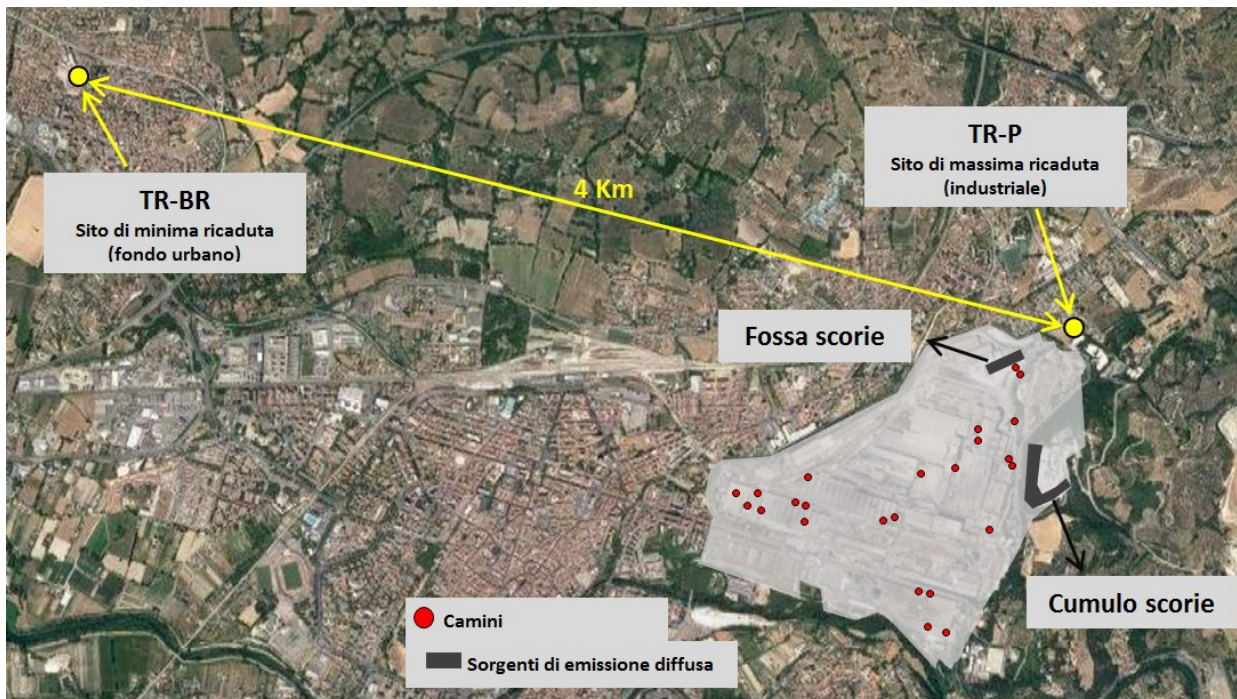 TR-BR
Sito di minima ricaduta
(fondo urbano)
4 Km
TR-P
Sito di massima ricaduta
(industriale)
Fossa scorie
Cumulo scorie
Camini
Sorgenti di emissione diffusa